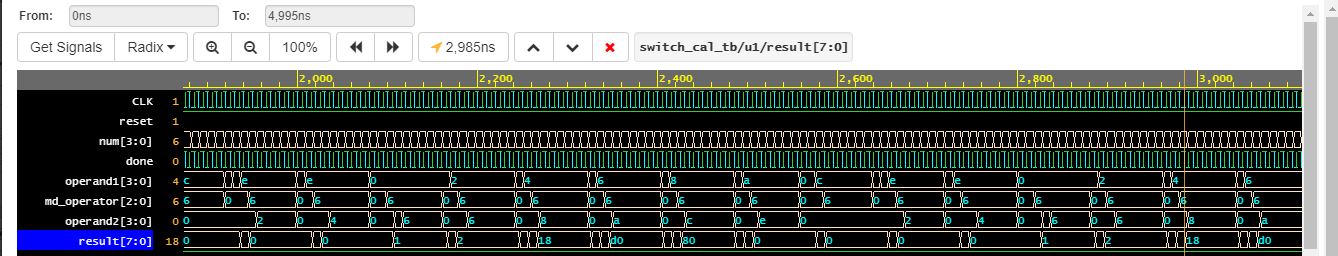 From: 0ns To: 4,995ns
Get Signals Radix 100% 2,985ns switch_cal_tb/u1/result[7:0]
2,000 2,200 2,400 2,600 2,800 3,000
CLK 1
reset 1
num[3:0] 6
done 0
operand1[3:0] 4 c e e 0 2 4 6 8 a 0 c e e 0 2 4 6
md_operator[2:0] 6 6 0 6 0 6 0 6 0 6 0 6 0 6 0 6 0 6 0 6 0 6 0 6 0 6 0 6 0 6 0 6
operand2[3:0] 0 0 2 0 4 0 6 0 6 0 8 0 a 0 c 0 e 0 2 0 4 0 6 0 6 0 8 0 a
result[7:0] 18 0 0 0 1 2 18 d0 80 0 0 0 0 1 2 18 d0